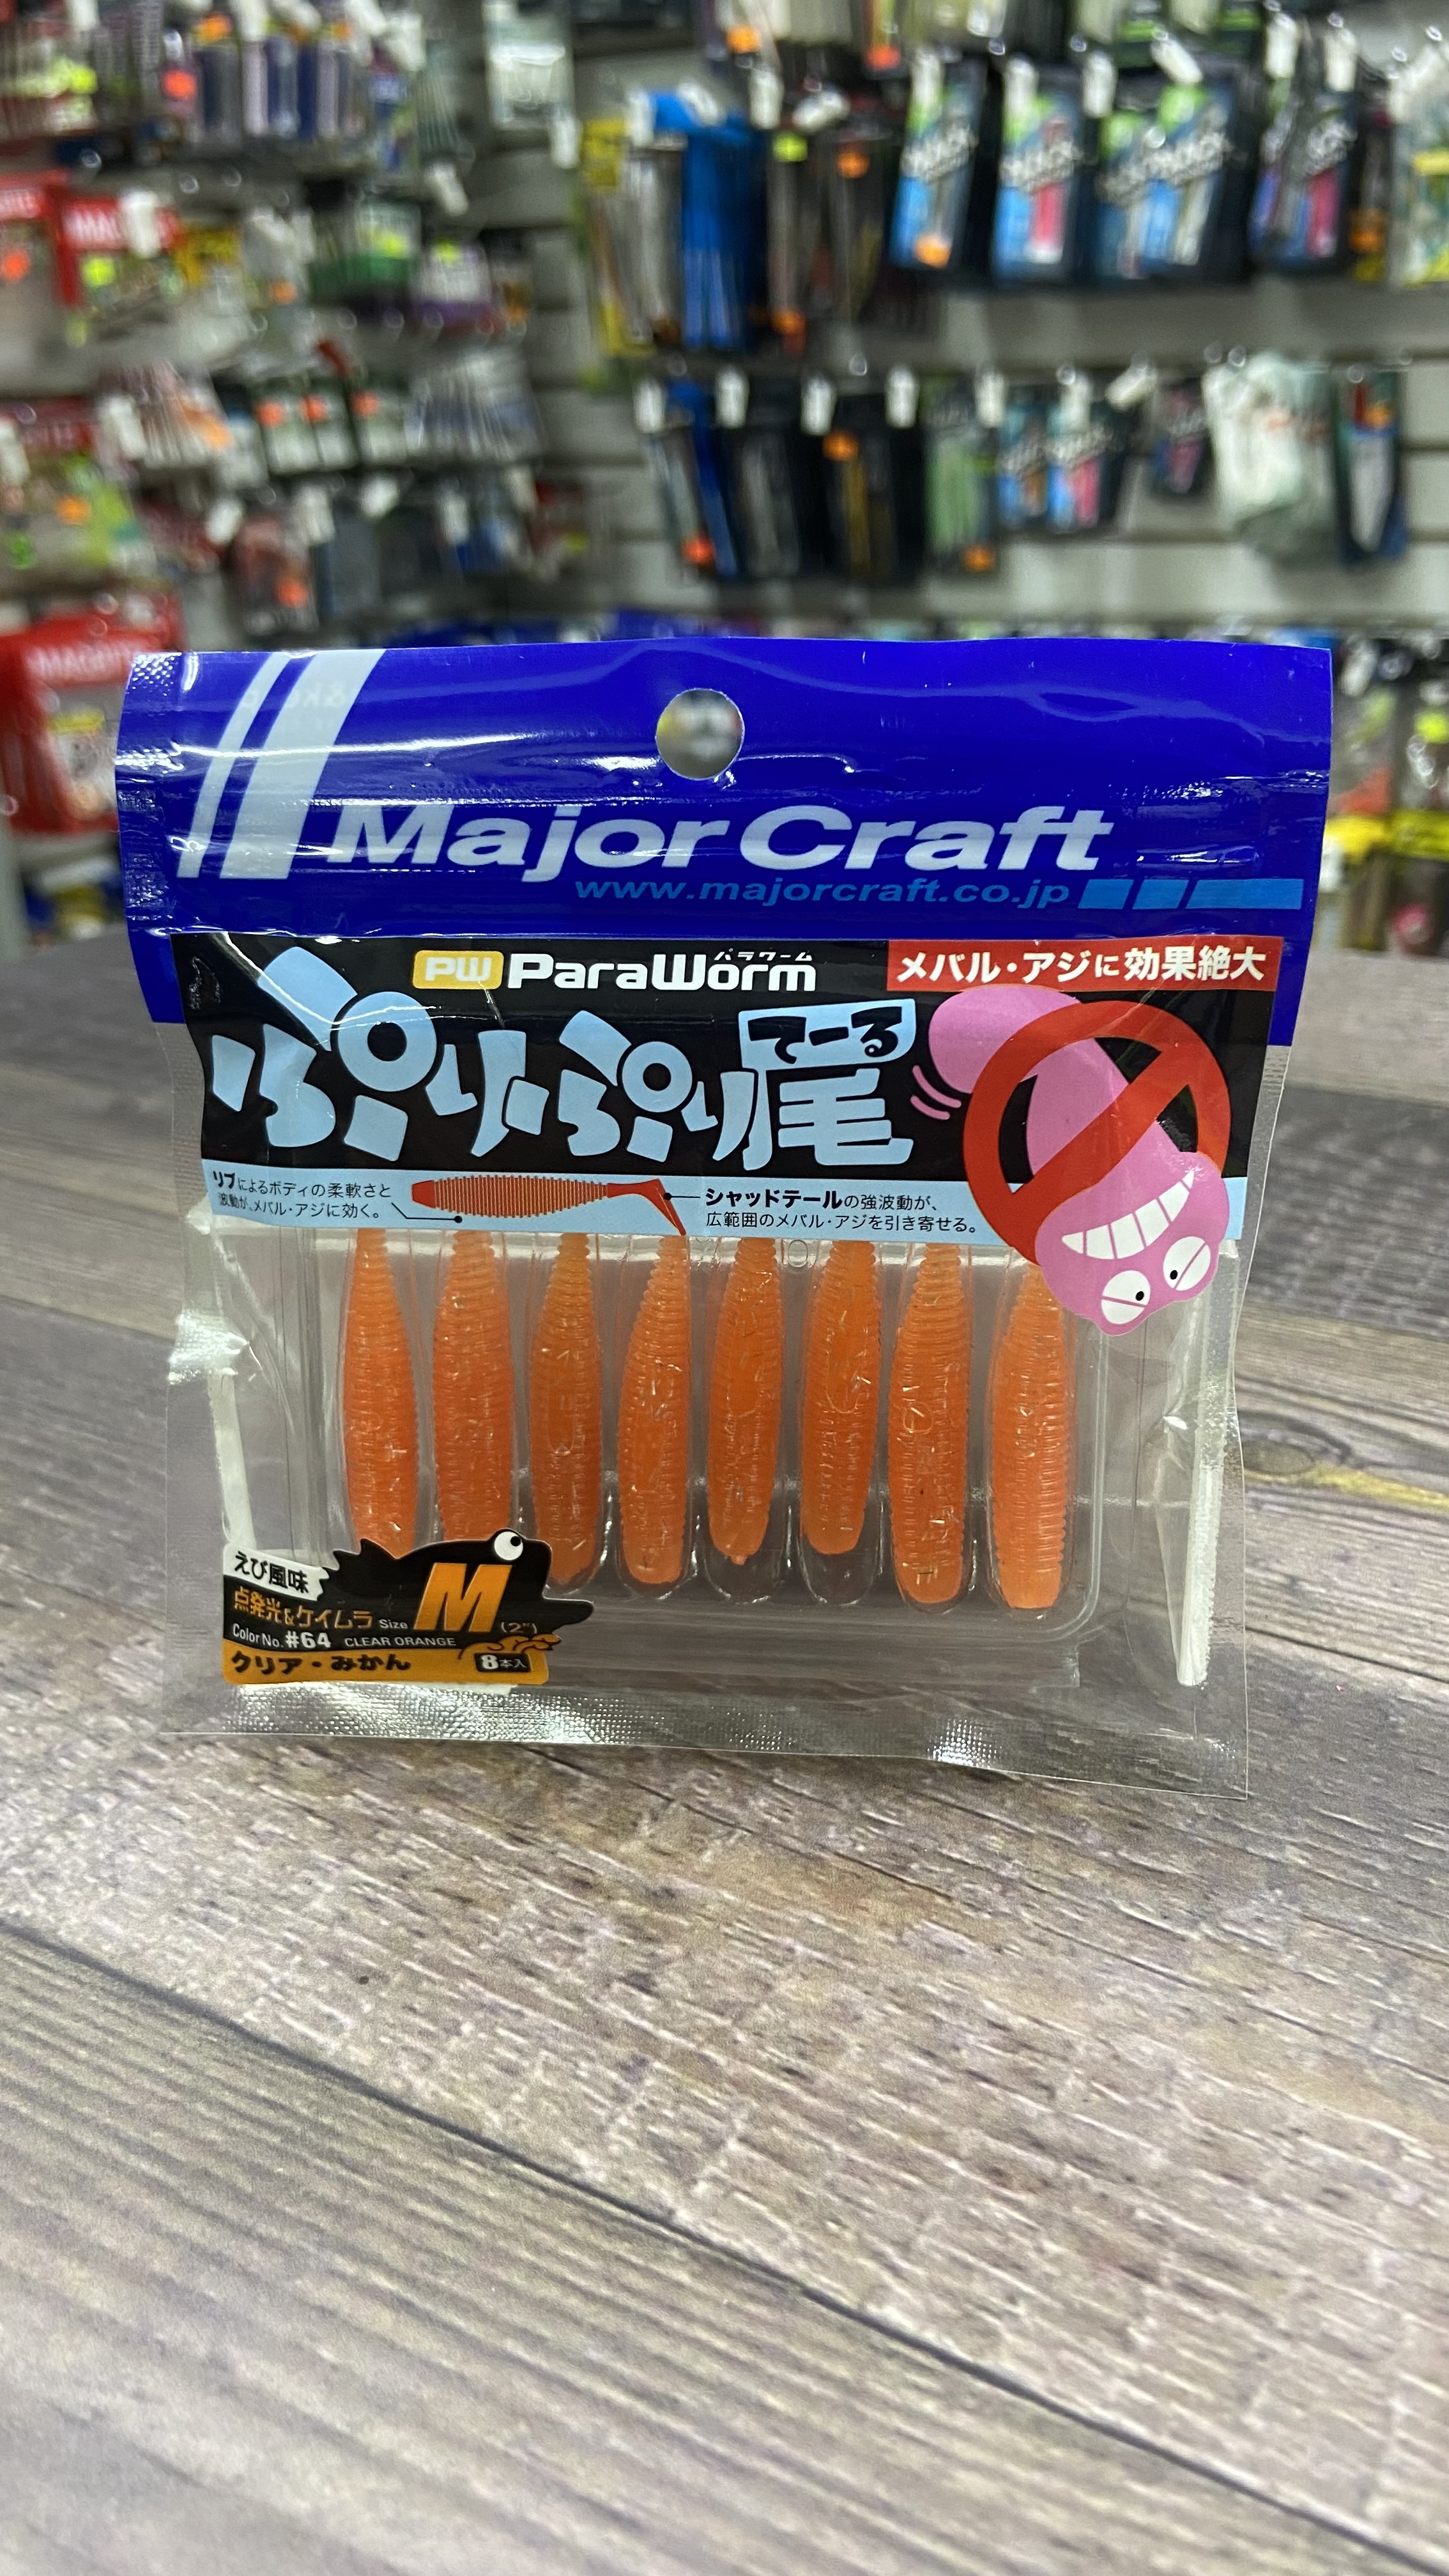 Major Craft
www.majorcraft.co.jp
パラワーム
PW ParaWorm
メバル・アジに効果絶大
てーる
ぷりぷり尾
リブによるボディの柔軟さと
波動が、メバル・アジに効く。
シャッドテールの強波動が、
広範囲のメバル・アジを引き寄せる。
えび風味
点発光&ケイムラ Size M (2")
Color No. #64 CLEAR ORANGE
クリア・みかん 8本入